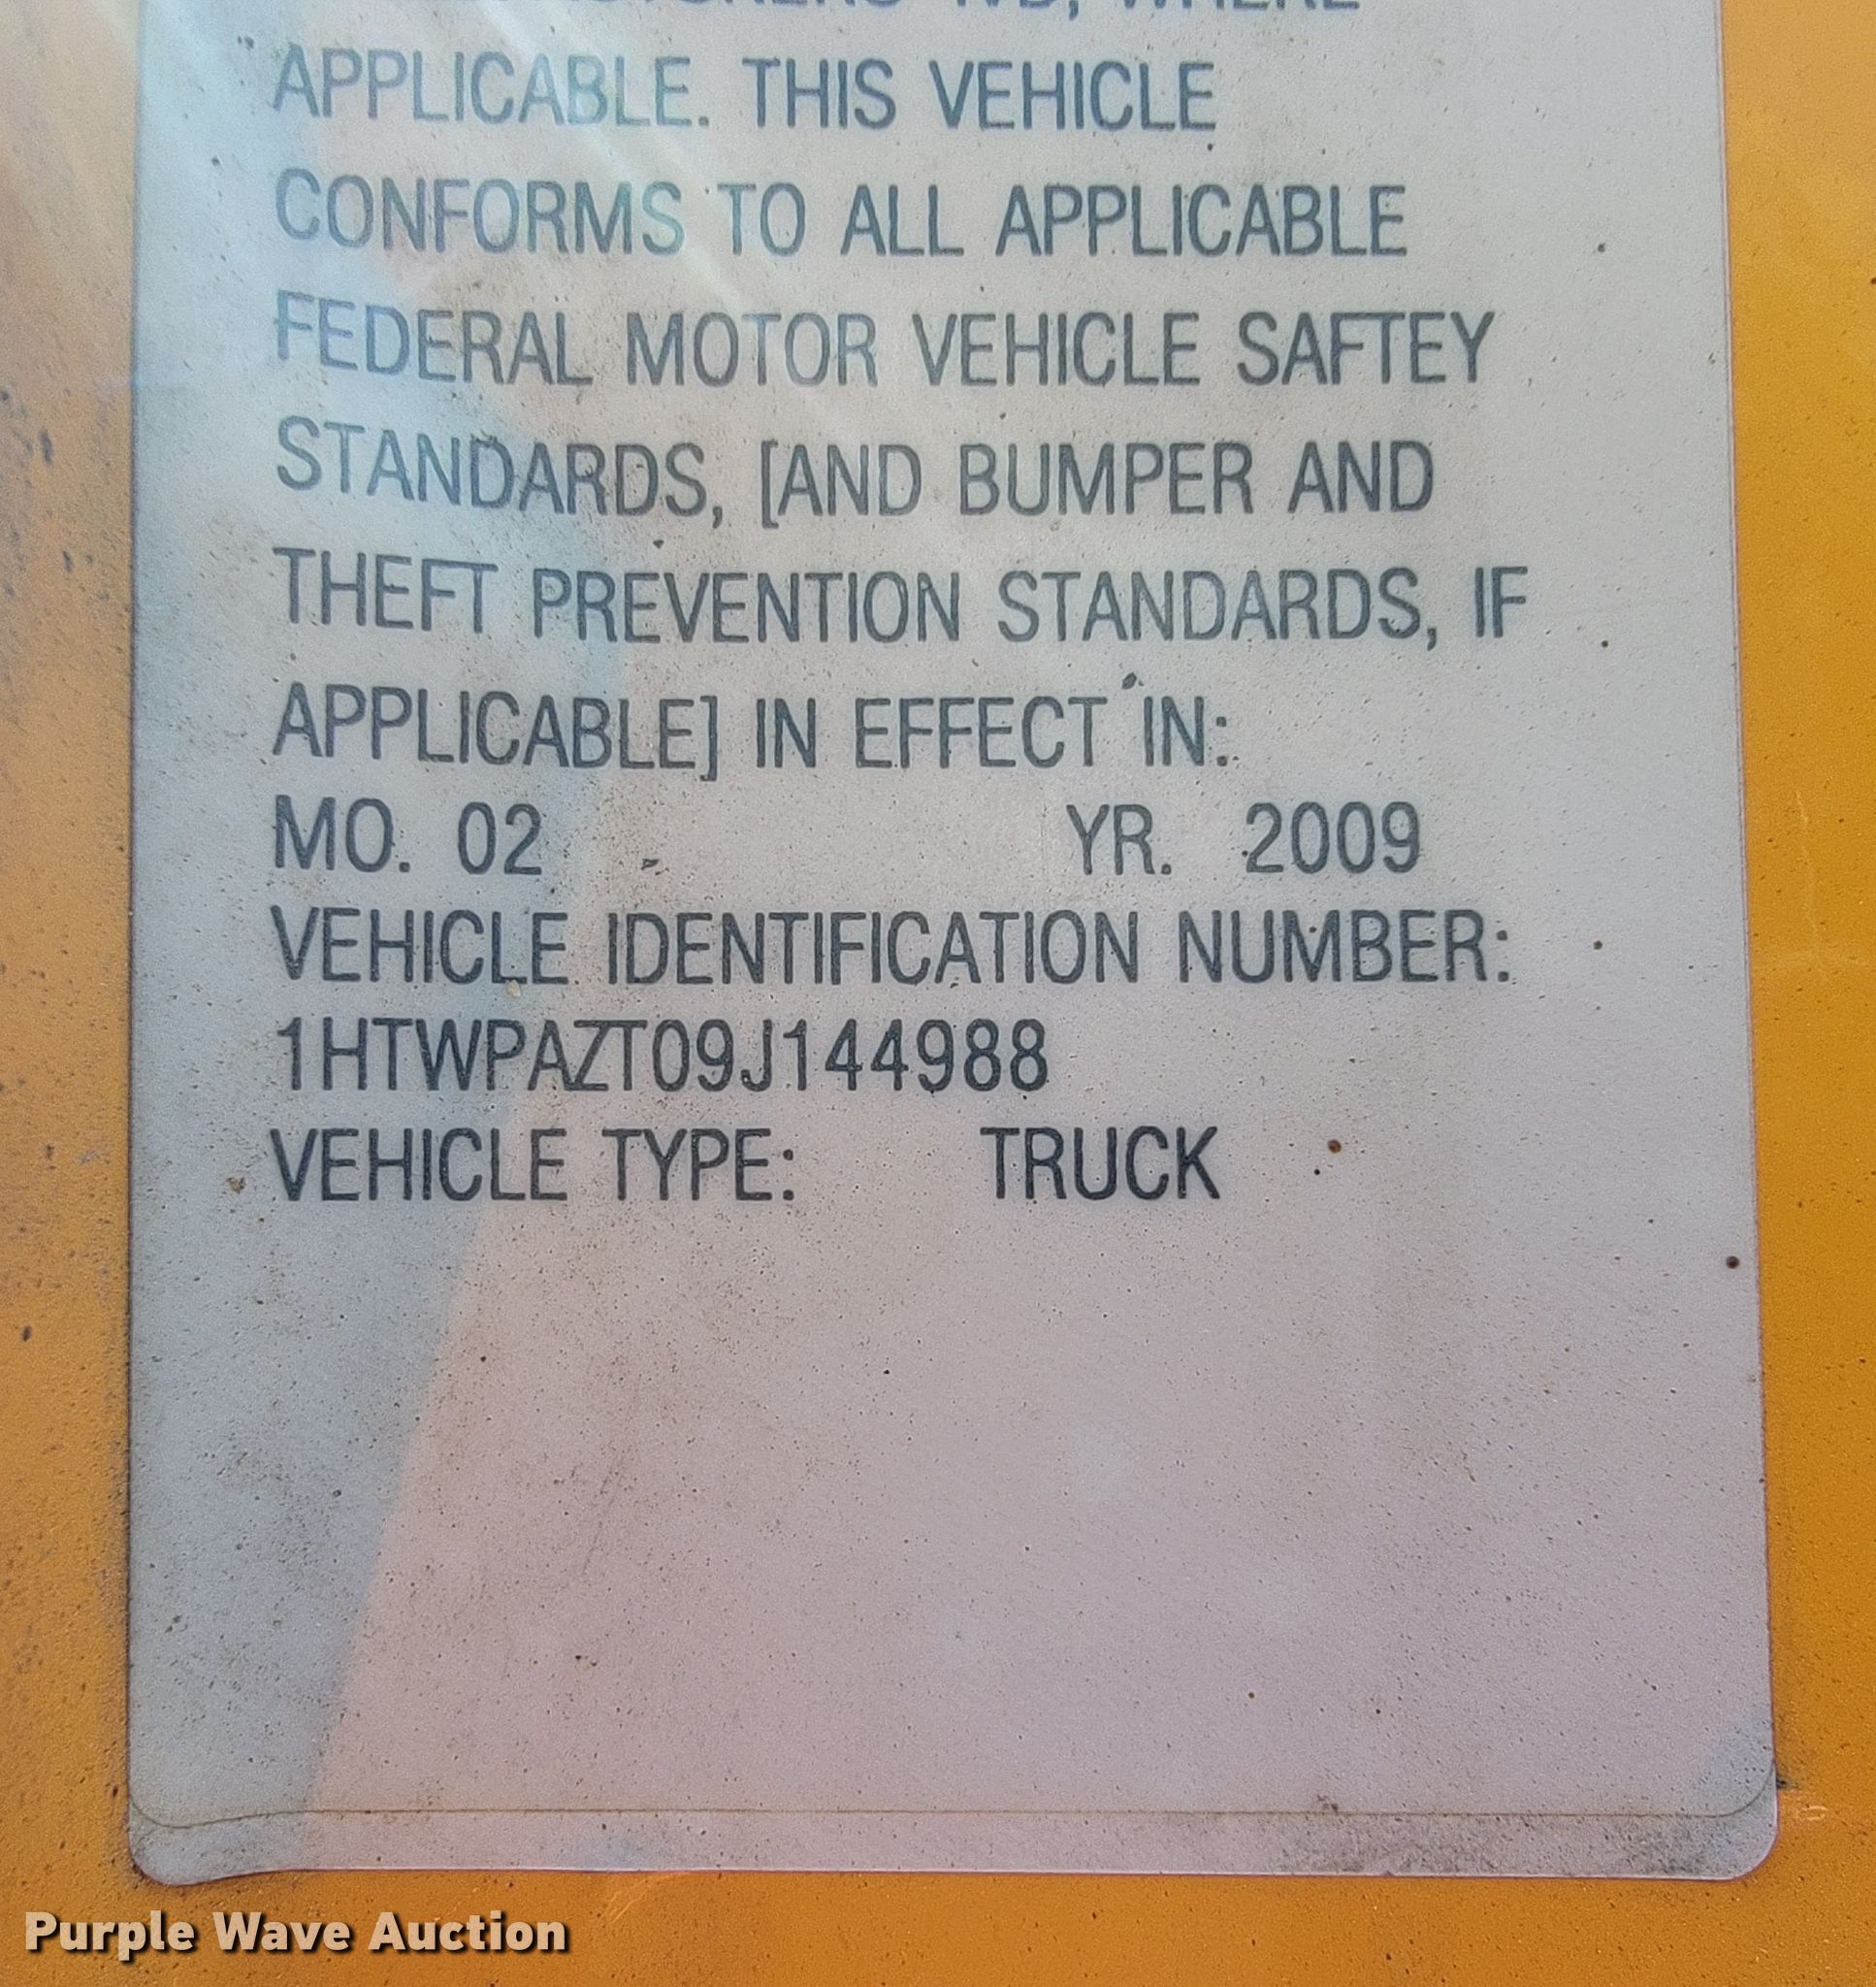 WHERE
APPLICABLE. THIS VEHICLE
CONFORMS TO ALL APPLICABLE
FEDERAL MOTOR VEHICLE SAFTEY
STANDARDS, [AND BUMPER AND
THEFT PREVENTION STANDARDS, IF
APPLICABLE] IN EFFECT IN:
MO. 02 YR. 2009
VEHICLE IDENTIFICATION NUMBER:
1HTWPAZT09J144988
VEHICLE TYPE: TRUCK
Purple Wave Auction